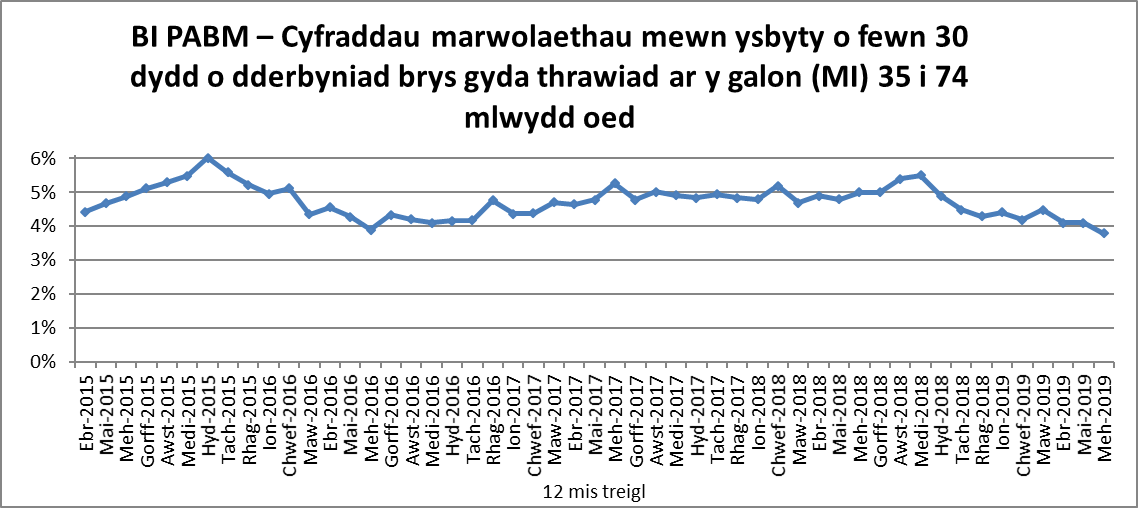 BI PABM – Cyfraddau marwolaethau mewn ysbyty o fewn 30
dydd o dderbyniad brys gyda thrawiad ar y galon (MI) 35 i 74
mlwydd oed
6%
5%
4%
3%
2%
1%
0%
Ebr-2015
Mai-2015
Meh-2015
Gorff-2015
Awst-2015
Medi-2015
Hyd-2015
Tach-2015
Rhag-2015
Ion-2016
Chwef-2016
Maw-2016
Ebr-2016
Mai-2016
Meh-2016
Gorff-2016
Awst-2016
Medi-2016
Hyd-2016
Tach-2016
Rhag-2016
Ion-2017
Chwef-2017
Maw-2017
Ebr-2017
Mai-2017
Meh-2017
Gorff-2017
Awst-2017
Medi-2017
Hyd-2017
Tach-2017
Rhag-2017
Ion-2018
Chwef-2018
Maw-2018
Ebr-2018
Mai-2018
Meh-2018
Gorff-2018
Awst-2018
Medi-2018
Hyd-2018
Tach-2018
Rhag-2018
Ion-2019
Chwef-2019
Maw-2019
Ebr-2019
Mai-2019
Meh-2019
12 mis treigl